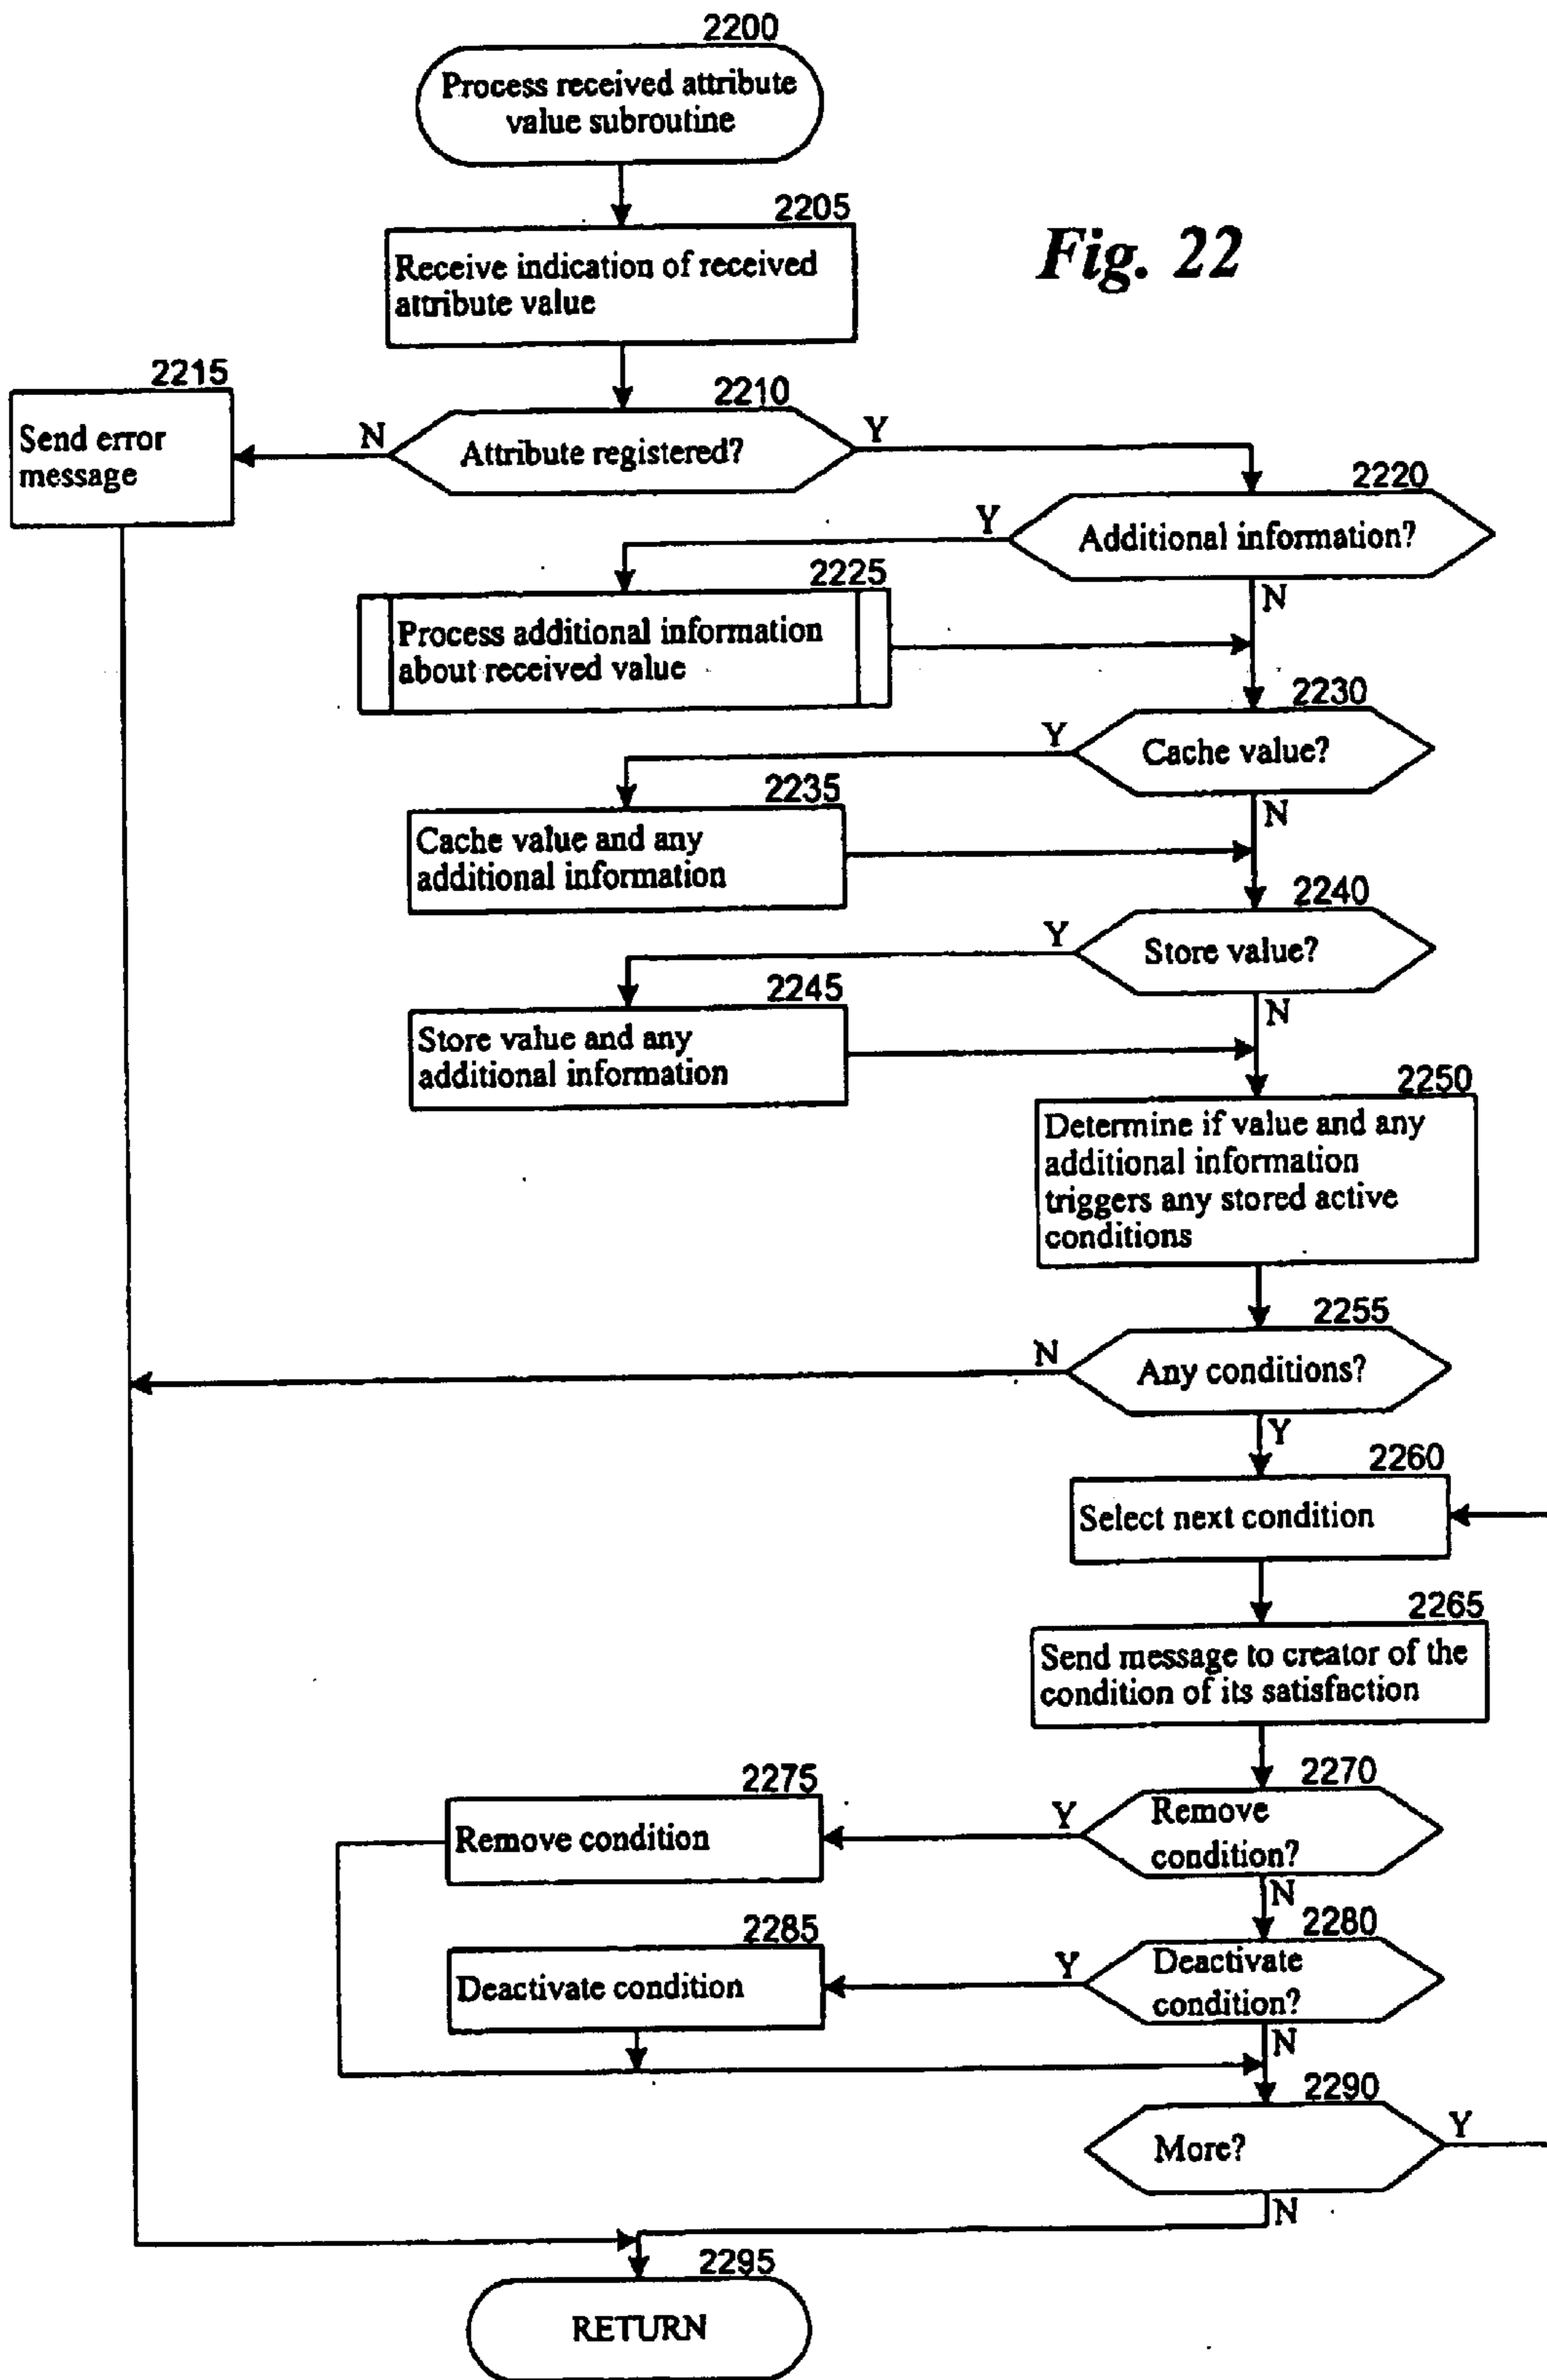 2200
Process received attribute
value subroutine
2205
Receive indication of received
attribute value
Fig. 22
2215
Send error
message
N
2210
Attribute registered?
Y
2220
Y
Additional information?
N
2225
Process additional information
about received value
2230
Y
Cache value?
N
2235
Cache value and any
additional information
2240
Y
Store value?
N
2245
Store value and any
additional information
2250
Determine if value and any
additional information
triggers any stored active
conditions
2255
N
Any conditions?
Y
2260
Select next condition
2265
Send message to creator of the
condition of its satisfaction
2275
Remove condition
Y
2270
Remove
condition?
N
2285
Deactivate condition
Y
2280
Deactivate
condition?
N
2290
More?
Y
N
2295
RETURN